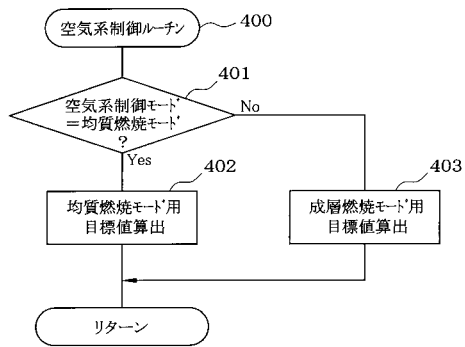 空気系制御ルーチン
400
401
空気系制御モード
＝均質燃焼モード
?
No
Yes
402
403
均質燃焼モード用
目標値算出
成層燃焼モード用
目標値算出
リターン